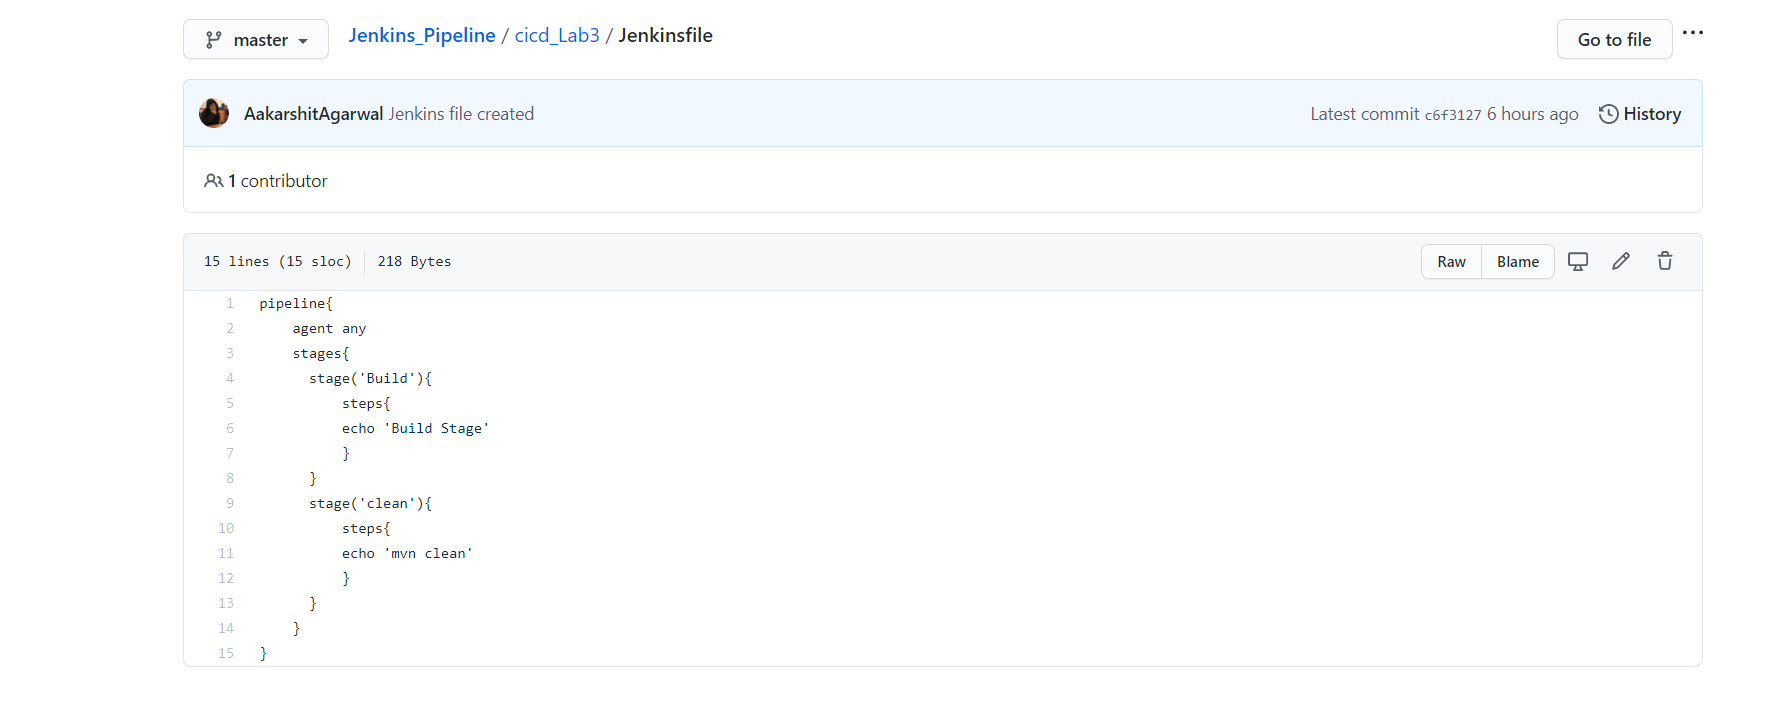 master Jenkins_Pipeline / cicd_Lab3 / Jenkinsfile Go to file
AakarshitAgarwal Jenkins file created Latest commit c6f3127 6 hours ago History
1 contributor
15 lines (15 sloc) 218 Bytes Raw Blame
1 pipeline{
2     agent any
3     stages{
4       stage('Build'){
5           steps{
6           echo 'Build Stage'
7           }
8       }
9       stage('clean'){
10           steps{
11           echo 'mvn clean'
12           }
13       }
14     }
15 }